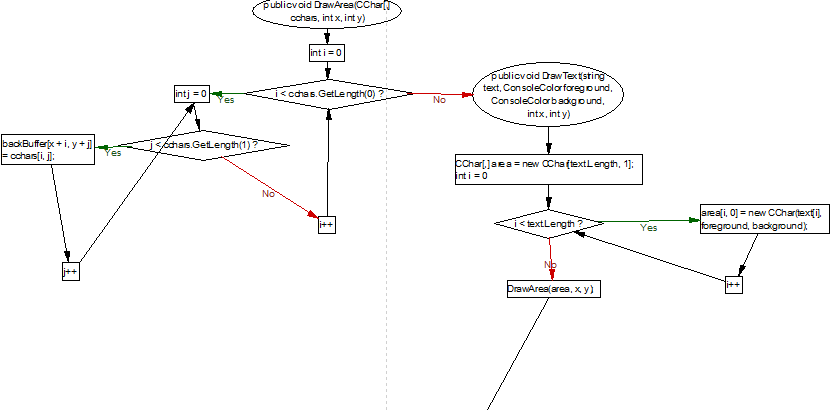 public void DrawArea(CChar[,]
cchars, int x, int y)
int i = 0
i < cchars.GetLength(0) ?
Yes
No
int j = 0
j < cchars.GetLength(1) ?
Yes
No
backBuffer[x + i, y + j]
= cchars[i, j];
j++
i++
public void DrawText(string
text, ConsoleColor foreground,
ConsoleColor background,
int x, int y)
CChar[,] area = new CChar[text.Length, 1];
int i = 0
i < text.Length ?
Yes
No
area[i, 0] = new CChar(text[i],
foreground, background);
i++
DrawArea(area, x, y)